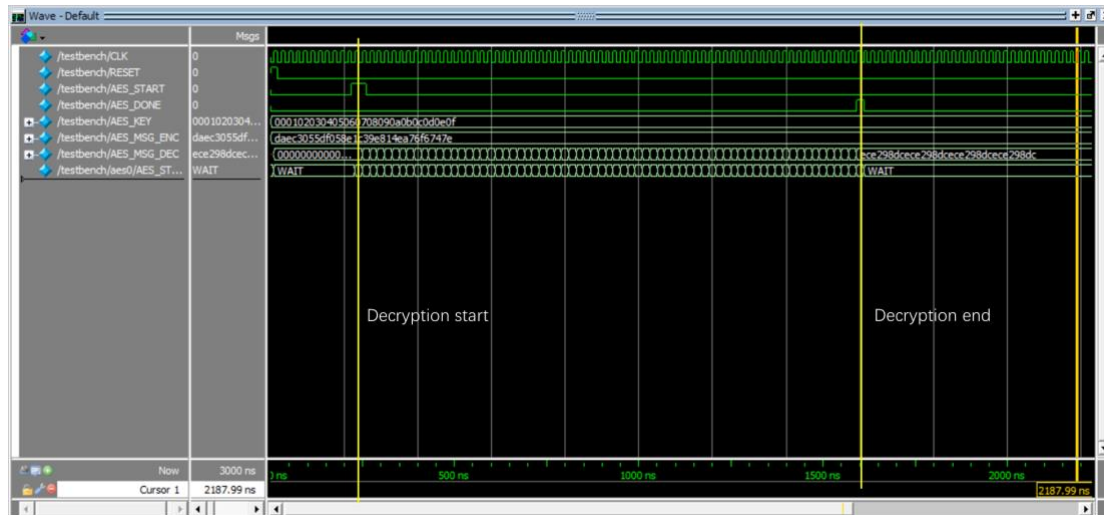 Wave - Default
Msgs
/testbench/CLK 0
/testbench/RESET 0
/testbench/AES_START 0
/testbench/AES_DONE 0
/testbench/AES_KEY 0001020304... 000102030405060708090a0b0c0d0e0f
/testbench/AES_MSG_ENC daec3055df... daec3055df058e1c39e814ea76f6747e
/testbench/AES_MSG_DEC ece298dcec... 00000000000... ece298dcece298dcece298dcece298dc
/testbench/aes0/AES_ST... WAIT WAIT WAIT
Decryption start Decryption end
Now 3000 ns ns 500 ns 1000 ns 1500 ns 2000 ns
Cursor 1 2187.99 ns 2187.99 ns